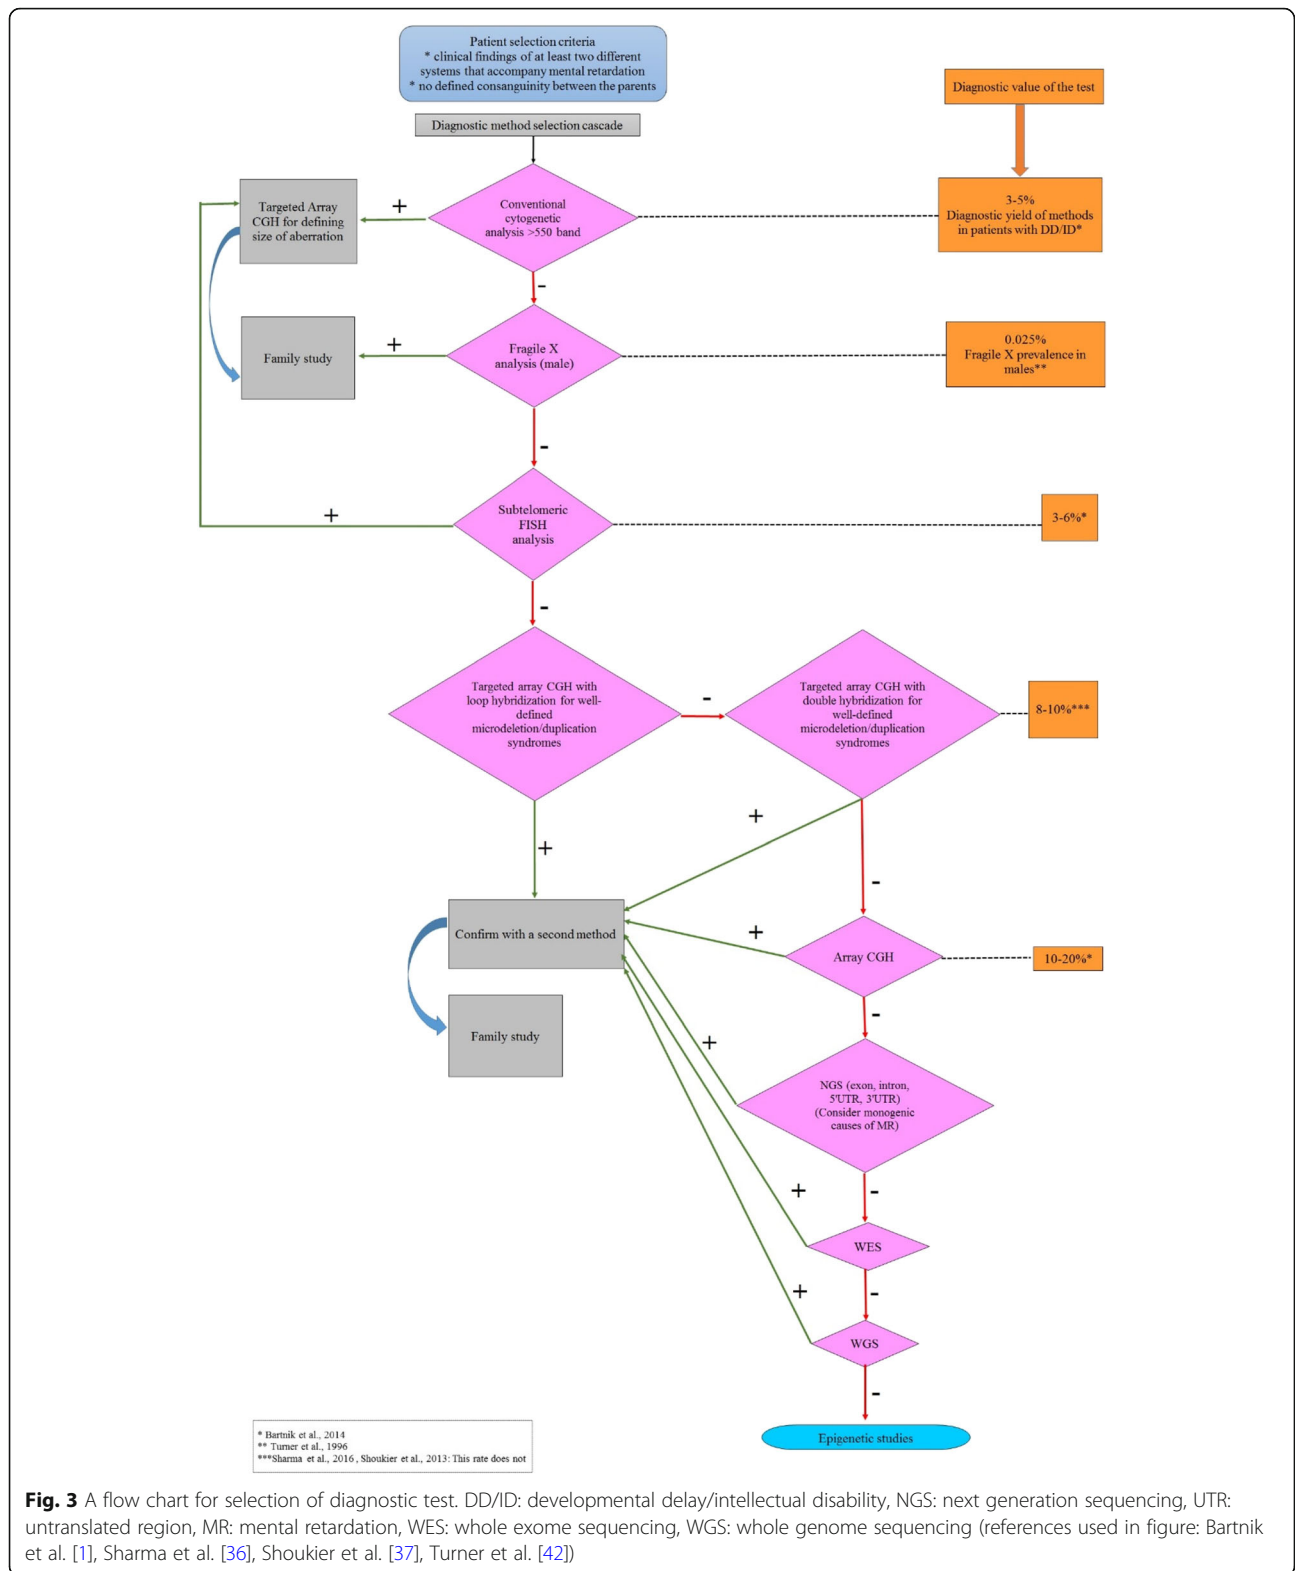 Patient selection criteria
* clinical findings of at least two different
systems that accompany mental retardation
* no defined consanguinity between the parents
Diagnostic value of the test
Diagnostic method selection cascade
Targeted Array
CGH for defining
size of aberration
+
Conventional
cytogenetic
analysis >550 band
3-5%
Diagnostic yield of methods
in patients with DD/ID*
-
Family study
+
Fragile X
analysis (male)
0.025%
Fragile X prevalence in
males**
-
+
Subtelomeric
FISH
analysis
3-6%*
-
Targeted array CGH with
loop hybridization for well-
defined
microdeletion/duplication
syndromes
-
Targeted array CGH with
double hybridization for
well-defined
microdeletion/duplication
syndromes
8-10%***
+
+
-
Confirm with a second method
+
Array CGH
10-20%*
-
Family study
+
NGS (exon, intron,
5'UTR, 3'UTR)
(Consider monogenic
causes of MR)
+
-
WES
+
-
WGS
-
Epigenetic studies
* Bartnik et al., 2014
** Turner et al., 1996
***Sharma et al., 2016 , Shoukier et al., 2013: This rate does not
Fig. 3 A flow chart for selection of diagnostic test. DD/ID: developmental delay/intellectual disability, NGS: next generation sequencing, UTR:
untranslated region, MR: mental retardation, WES: whole exome sequencing, WGS: whole genome sequencing (references used in figure: Bartnik
et al. [1], Sharma et al. [36], Shoukier et al. [37], Turner et al. [42])